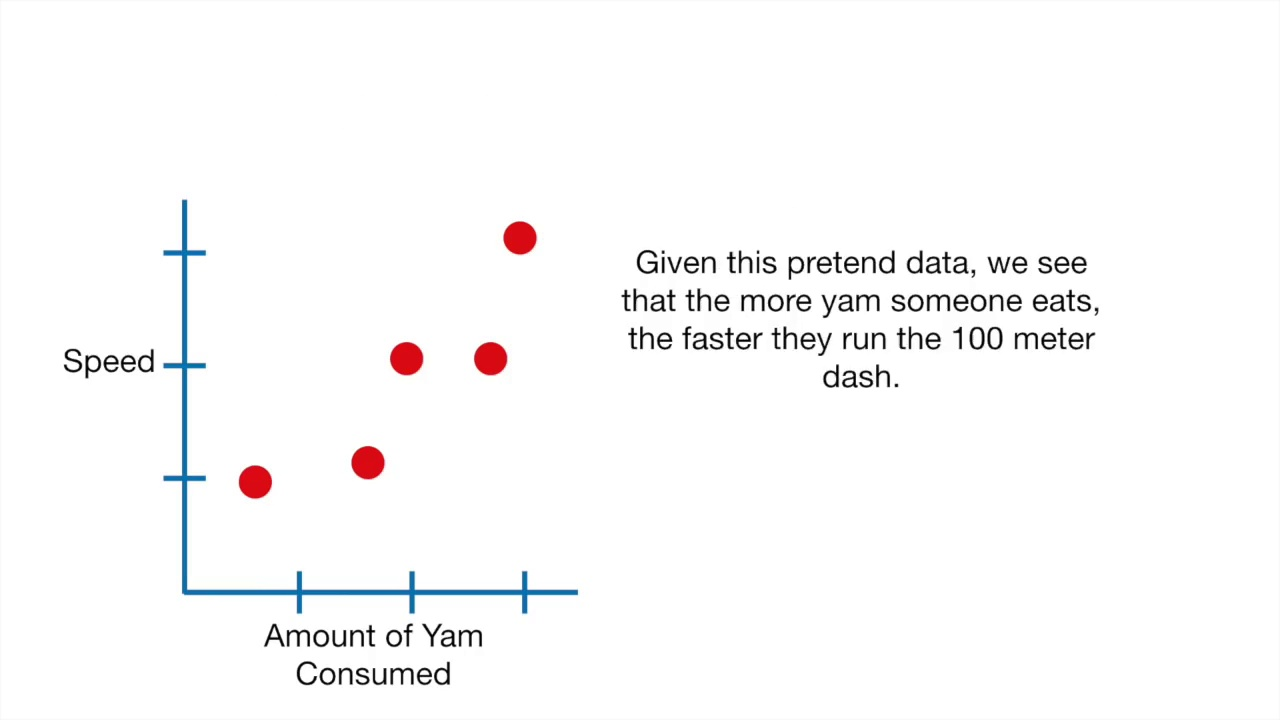 Given this pretend data, we see
that the more yam someone eats,
the faster they run the 100 meter
dash.
Speed
Amount of Yam
Consumed